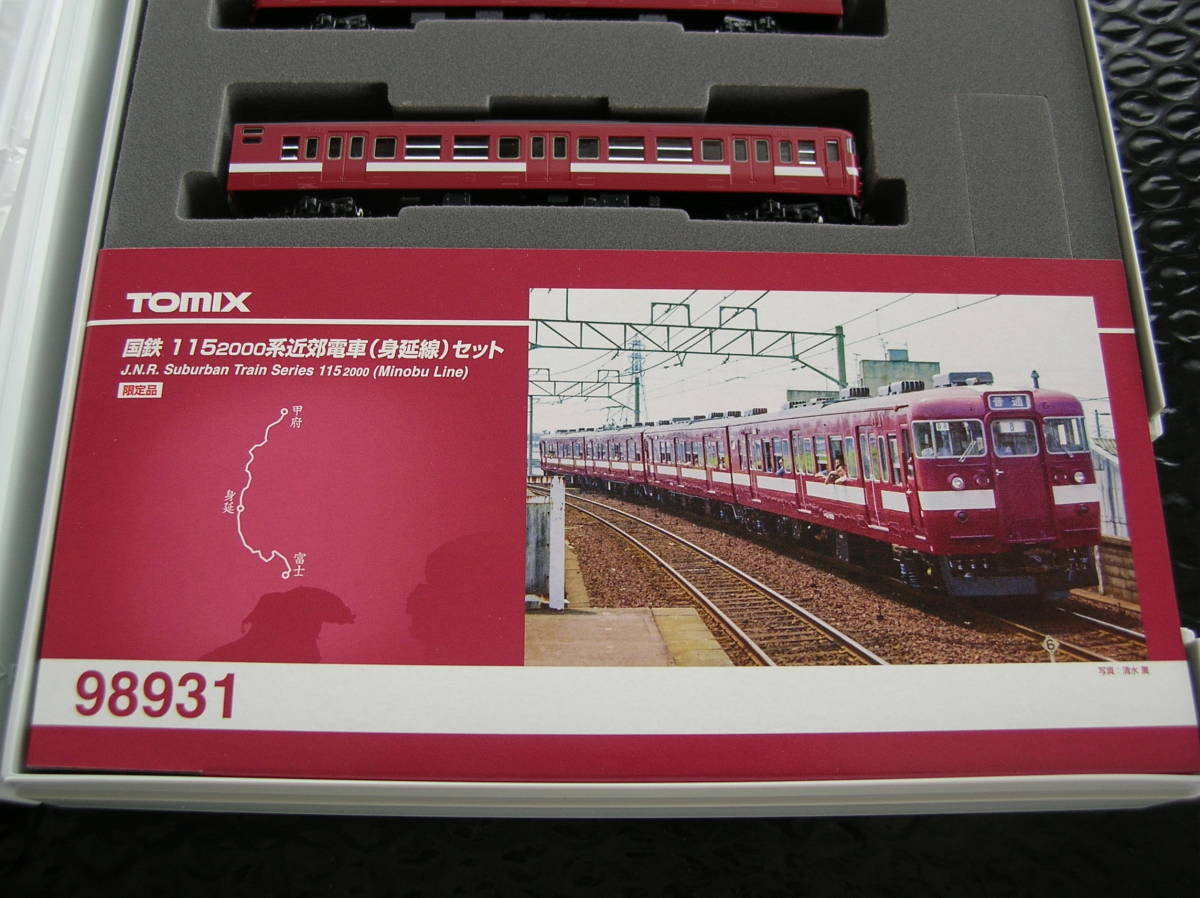 TOMIX
国鉄 115 2000系近郊電車(身延線)セット
J.N.R. Suburban Train Series 115 2000 (Minobu Line)
限定品
甲府
身延
富士
普通
8
6
写真:清水 薫
98931